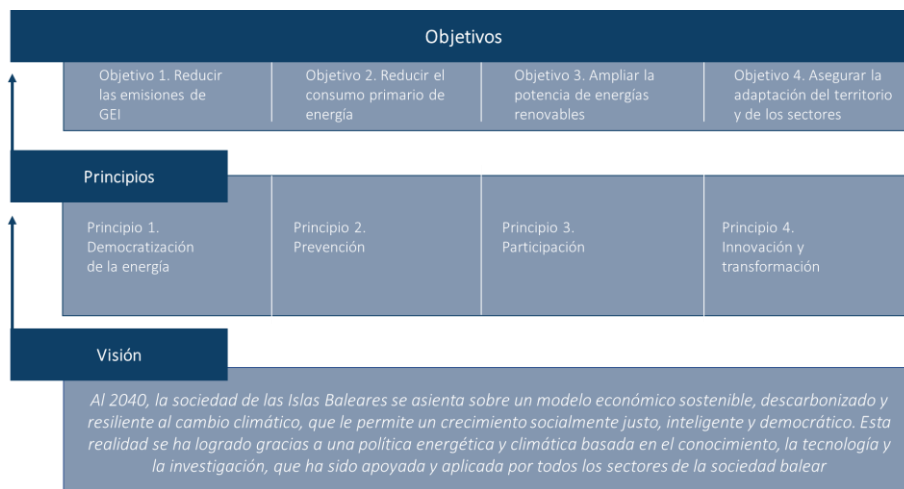 Objetivos
Objetivo 1. Reducir
las emisiones de
GEI
Objetivo 2. Reducir el
consumo primario de
energía
Objetivo 3. Ampliar la
potencia de energías
renovables
Objetivo 4. Asegurar la
adaptación del territorio
y de los sectores
Principios
Principio 1.
Democratización
de la energía
Principio 2.
Prevención
Principio 3.
Participación
Principio 4.
Innovación y
transformación
Visión
Al 2040, la sociedad de las Islas Baleares se asienta sobre un modelo económico sostenible, descarbonizado y
resiliente al cambio climático, que le permite un crecimiento socialmente justo, inteligente y democrático. Esta
realidad se ha logrado gracias a una política energética y climática basada en el conocimiento, la tecnología y
la investigación, que ha sido apoyada y aplicada por todos los sectores de la sociedad balear